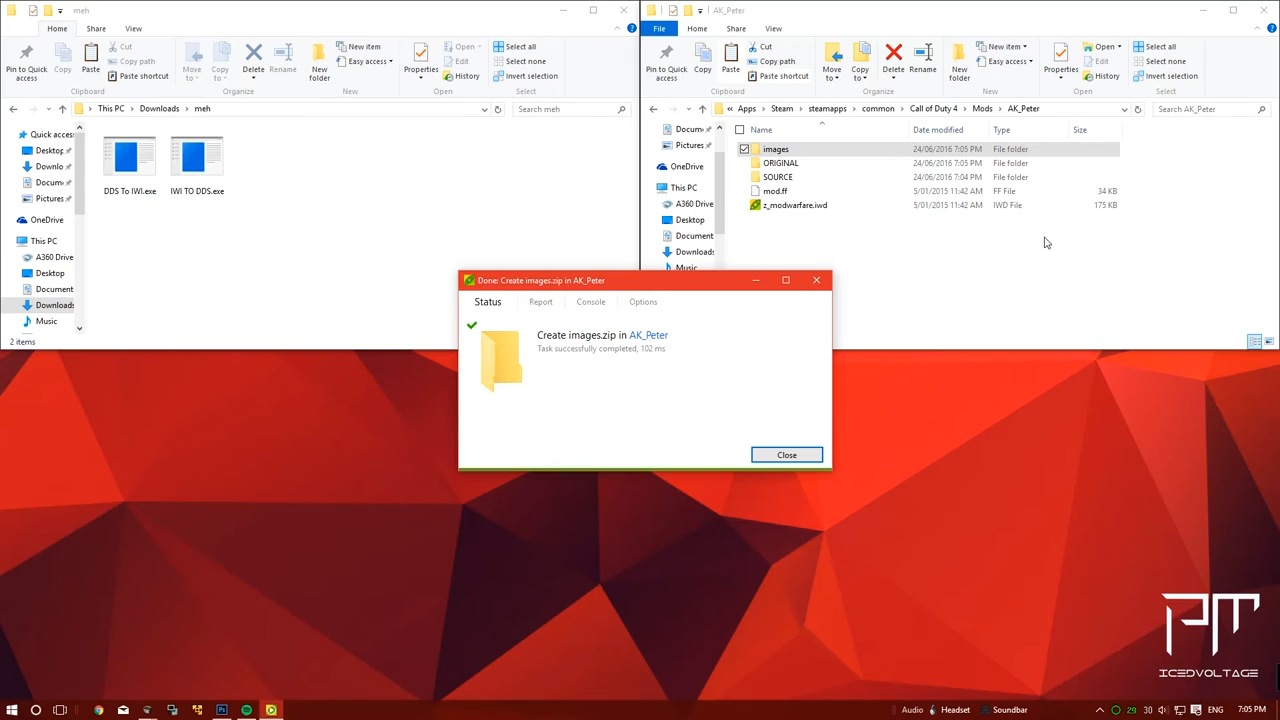 meh
AK_Peter
Home Share View
File Home Share View
Pin to Quick access
Copy
Paste
Cut
Copy path
Paste shortcut
Move to
Copy to
Delete
Rename
New folder
New item
Easy access
Properties
Open
Edit
History
Select all
Select none
Invert selection
Clipboard
Organize
New
Open
Select
Pin to Quick access
Copy
Paste
Cut
Copy path
Paste shortcut
Move to
Copy to
Delete
Rename
New folder
New item
Easy access
Properties
Open
Edit
History
Select all
Select none
Invert selection
Clipboard
Organize
New
Open
Select
This PC > Downloads > meh
Search meh
« Apps > Steam > steamapps > common > Call of Duty 4 > Mods > AK_Peter
Search AK_Peter
Quick access
Desktop
Downlo
Docum
Pictures
OneDrive
This PC
A360 Drive
Desktop
Document
Downloads
Music
DDS To IWI.exe
IWI TO DDS.exe
2 items
Docum
Pictures
OneDrive
This PC
A360 Drive
Desktop
Document
Downloads
Music
Name Date modified Type Size
images 24/06/2016 7:05 PM File folder
ORIGINAL 24/06/2016 7:05 PM File folder
SOURCE 24/06/2016 7:04 PM File folder
mod.ff 5/01/2015 11:42 AM FF File 34 KB
z_modwarfare.iwd 5/01/2015 11:42 AM IWD File 175 KB
Done: Create images.zip in AK_Peter
Status Report Console Options
Create images.zip in AK_Peter
Task successfully completed, 102 ms
Close
PM
ICEDVOLTAGE
Audio Headset Soundbar
29 30 ENG 7:05 PM